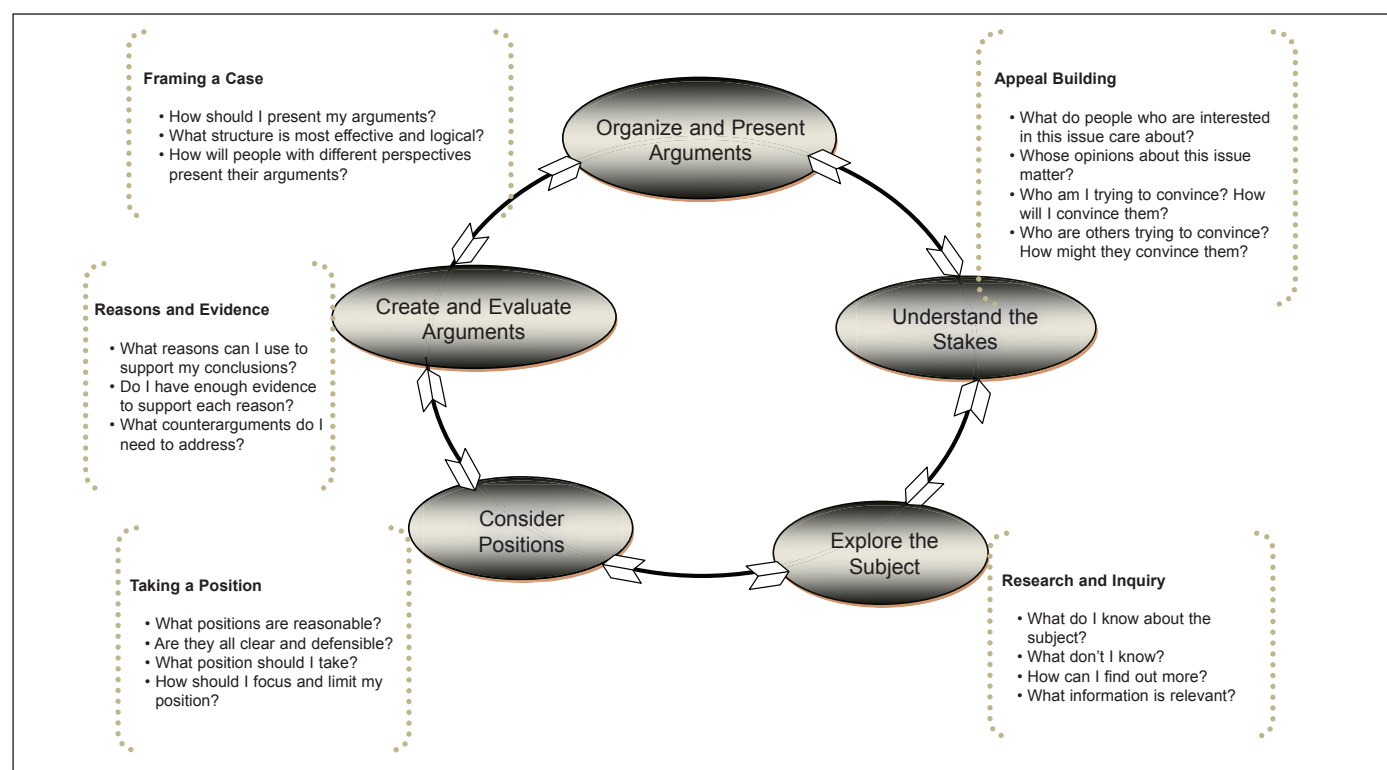 Framing a Case
• How should I present my arguments?
• What structure is most effective and logical?
• How will people with different perspectives
present their arguments?
Organize and Present
Arguments
Appeal Building
• What do people who are interested
in this issue care about?
• Whose opinions about this issue
matter?
• Who am I trying to convince? How
will I convince them?
• Who are others trying to convince?
How might they convince them?
Reasons and Evidence
• What reasons can I use to
support my conclusions?
• Do I have enough evidence
to support each reason?
• What counterarguments do I
need to address?
Create and Evaluate
Arguments
Understand the
Stakes
Consider
Positions
Explore the
Subject
Taking a Position
• What positions are reasonable?
• Are they all clear and defensible?
• What position should I take?
• How should I focus and limit my
position?
Research and Inquiry
• What do I know about the
subject?
• What don’t I know?
• How can I find out more?
• What information is relevant?